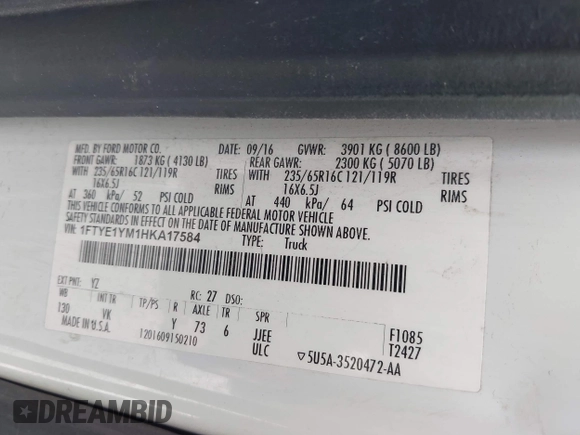 MFD. BY FORD MOTOR CO.
DATE: 09/16 GVWR: 3901 KG ( 8600 LB)
FRONT GAWR: 1873 KG ( 4130 LB)
REAR GAWR: 2300 KG ( 5070 LB)
WITH 235/65R16C 121/119R TIRES
WITH 235/65R16C 121/119R TIRES
16X6.5J RIMS
16X6.5J RIMS
AT 360 kPa/ 52 PSI COLD
AT 440 kPa/ 64 PSI COLD
THIS VEHICLE CONFORMS TO ALL APPLICABLE FEDERAL MOTOR VEHICLE
SAFETY STANDARDS IN EFFECT ON THE DATE OF MANUFACTURE SHOWN ABOVE.
VIN: 1FTYE1YM1HKA17584 TYPE: Truck
EXT PNT: YZ RC: 27 DSO:
WB INT TR TP/PS R AXLE TR SPR
130 VK Y 73 6 JJEE F1085
MADE IN U.S.A. ULC T2427
1201609150210
▽5U5A-3520472-AA
DREAMBID